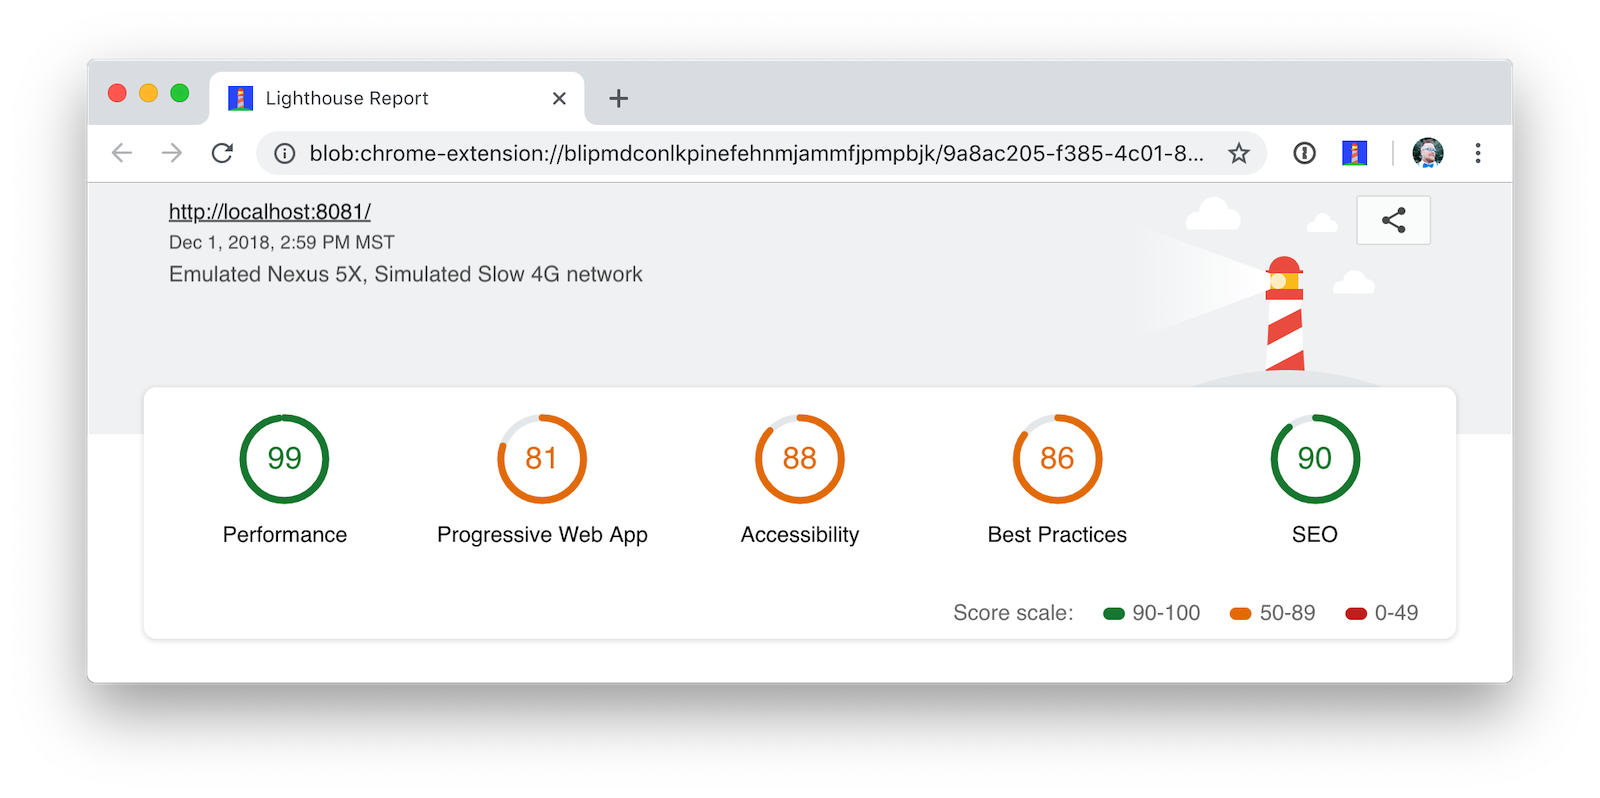 Lighthouse Report
blob:chrome-extension://blipmdconlkpinefehnmjammfjpmpbjk/9a8ac205-f385-4c01-8...
http://localhost:8081/
Dec 1, 2018, 2:59 PM MST
Emulated Nexus 5X, Simulated Slow 4G network
99 81 88 86 90
Performance Progressive Web App Accessibility Best Practices SEO
Score scale: 90-100 50-89 0-49